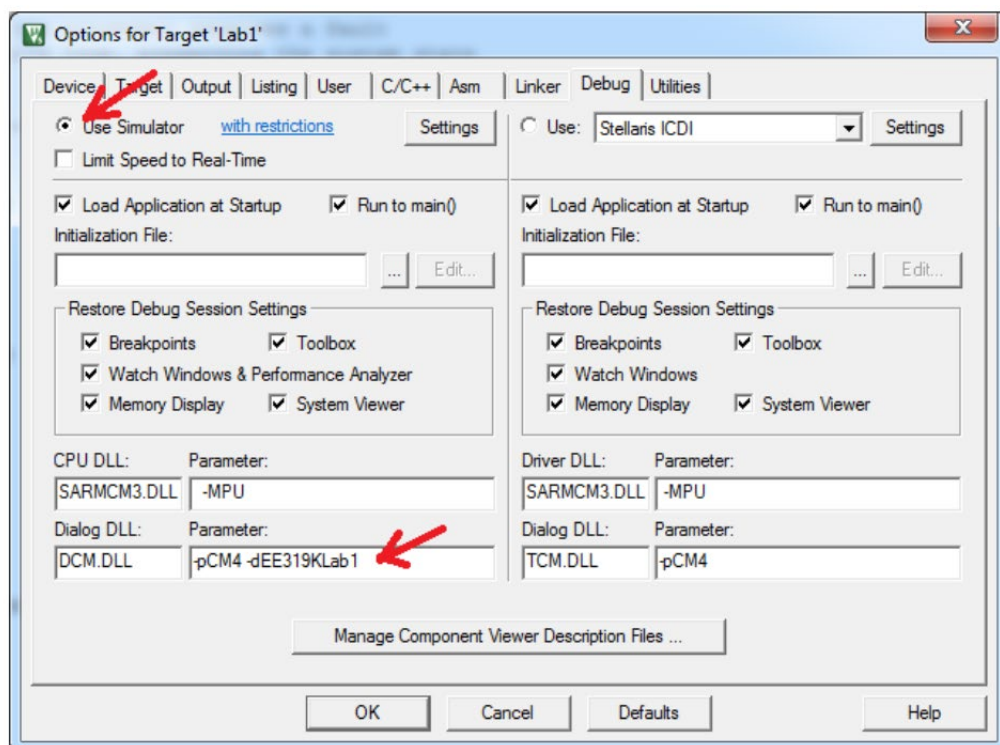 Options for Target 'Lab1'
Device Target Output Listing User C/C++ Asm Linker Debug Utilities
Use Simulator with restrictions Settings
Limit Speed to Real-Time
Use: Stellaris ICDI Settings
Load Application at Startup Run to main()
Initialization File:
... Edit...
Restore Debug Session Settings
Breakpoints Toolbox
Watch Windows & Performance Analyzer
Memory Display System Viewer
CPU DLL: Parameter:
SARMCM3.DLL -MPU
Dialog DLL: Parameter:
DCM.DLL -pCM4 -dEE319KLab1
Load Application at Startup Run to main()
Initialization File:
... Edit...
Restore Debug Session Settings
Breakpoints Toolbox
Watch Windows
Memory Display System Viewer
Driver DLL: Parameter:
SARMCM3.DLL -MPU
Dialog DLL: Parameter:
TCM.DLL -pCM4
Manage Component Viewer Description Files ...
OK Cancel Defaults Help